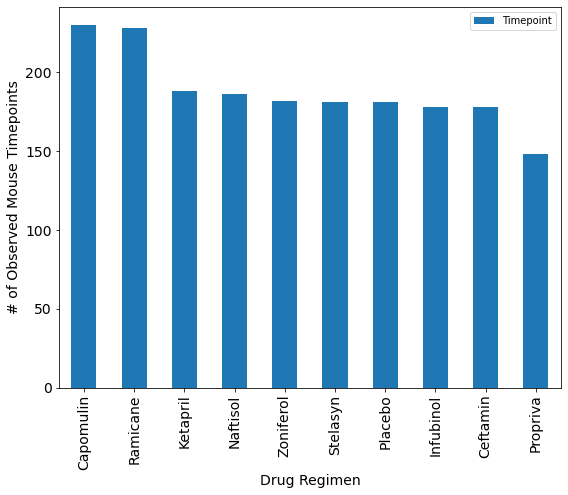 Timepoint
# of Observed Mouse Timepoints
200
150
100
50
0
Capomulin
Ramicane
Ketapril
Naftisol
Zoniferol
Stelasyn
Placebo
Infubinol
Ceftamin
Propriva
Drug Regimen